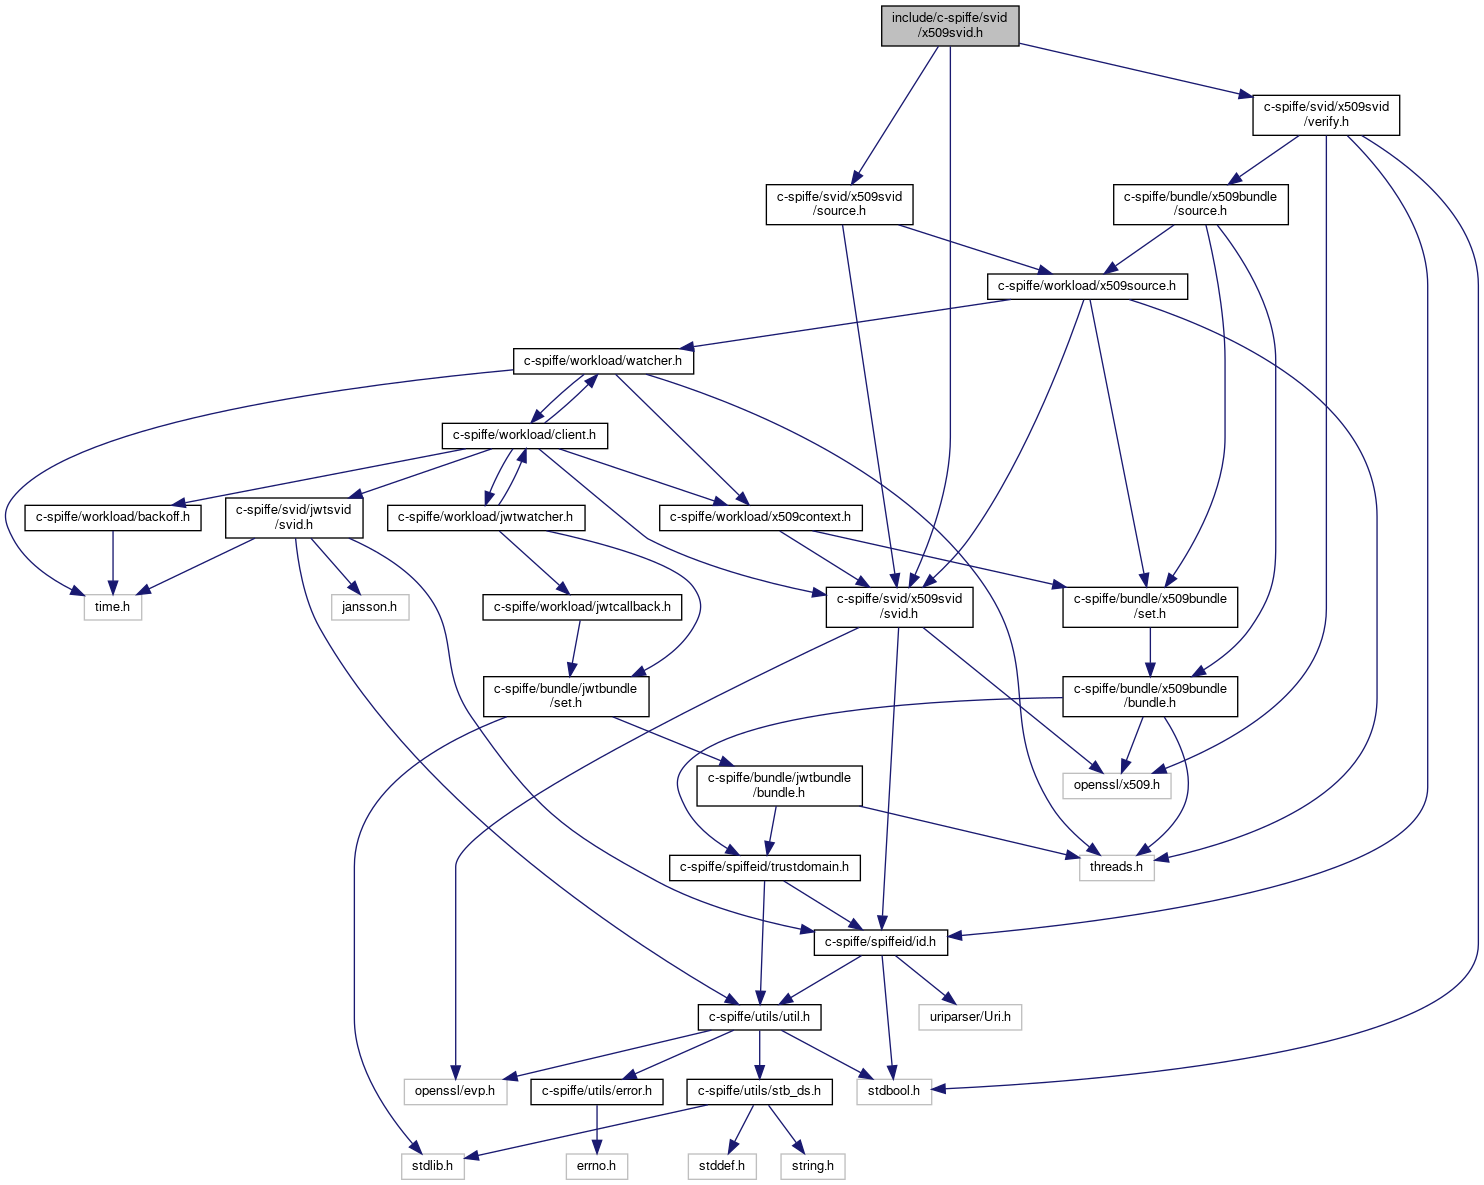 include/c-spiffe/svid
/x509svid.h
c-spiffe/svid/x509svid
/verify.h
c-spiffe/svid/x509svid
/source.h
c-spiffe/bundle/x509bundle
/source.h
c-spiffe/workload/x509source.h
c-spiffe/workload/watcher.h
c-spiffe/workload/client.h
c-spiffe/workload/backoff.h
c-spiffe/svid/jwtsvid
/svid.h
c-spiffe/workload/jwtwatcher.h
c-spiffe/workload/x509context.h
time.h
jansson.h
c-spiffe/workload/jwtcallback.h
c-spiffe/svid/x509svid
/svid.h
c-spiffe/bundle/x509bundle
/set.h
c-spiffe/bundle/jwtbundle
/set.h
c-spiffe/bundle/x509bundle
/bundle.h
c-spiffe/bundle/jwtbundle
/bundle.h
openssl/x509.h
c-spiffe/spiffeid/trustdomain.h
threads.h
c-spiffe/spiffeid/id.h
c-spiffe/utils/util.h
uriparser/Uri.h
openssl/evp.h
c-spiffe/utils/error.h
c-spiffe/utils/stb_ds.h
stdbool.h
stdlib.h
errno.h
stddef.h
string.h